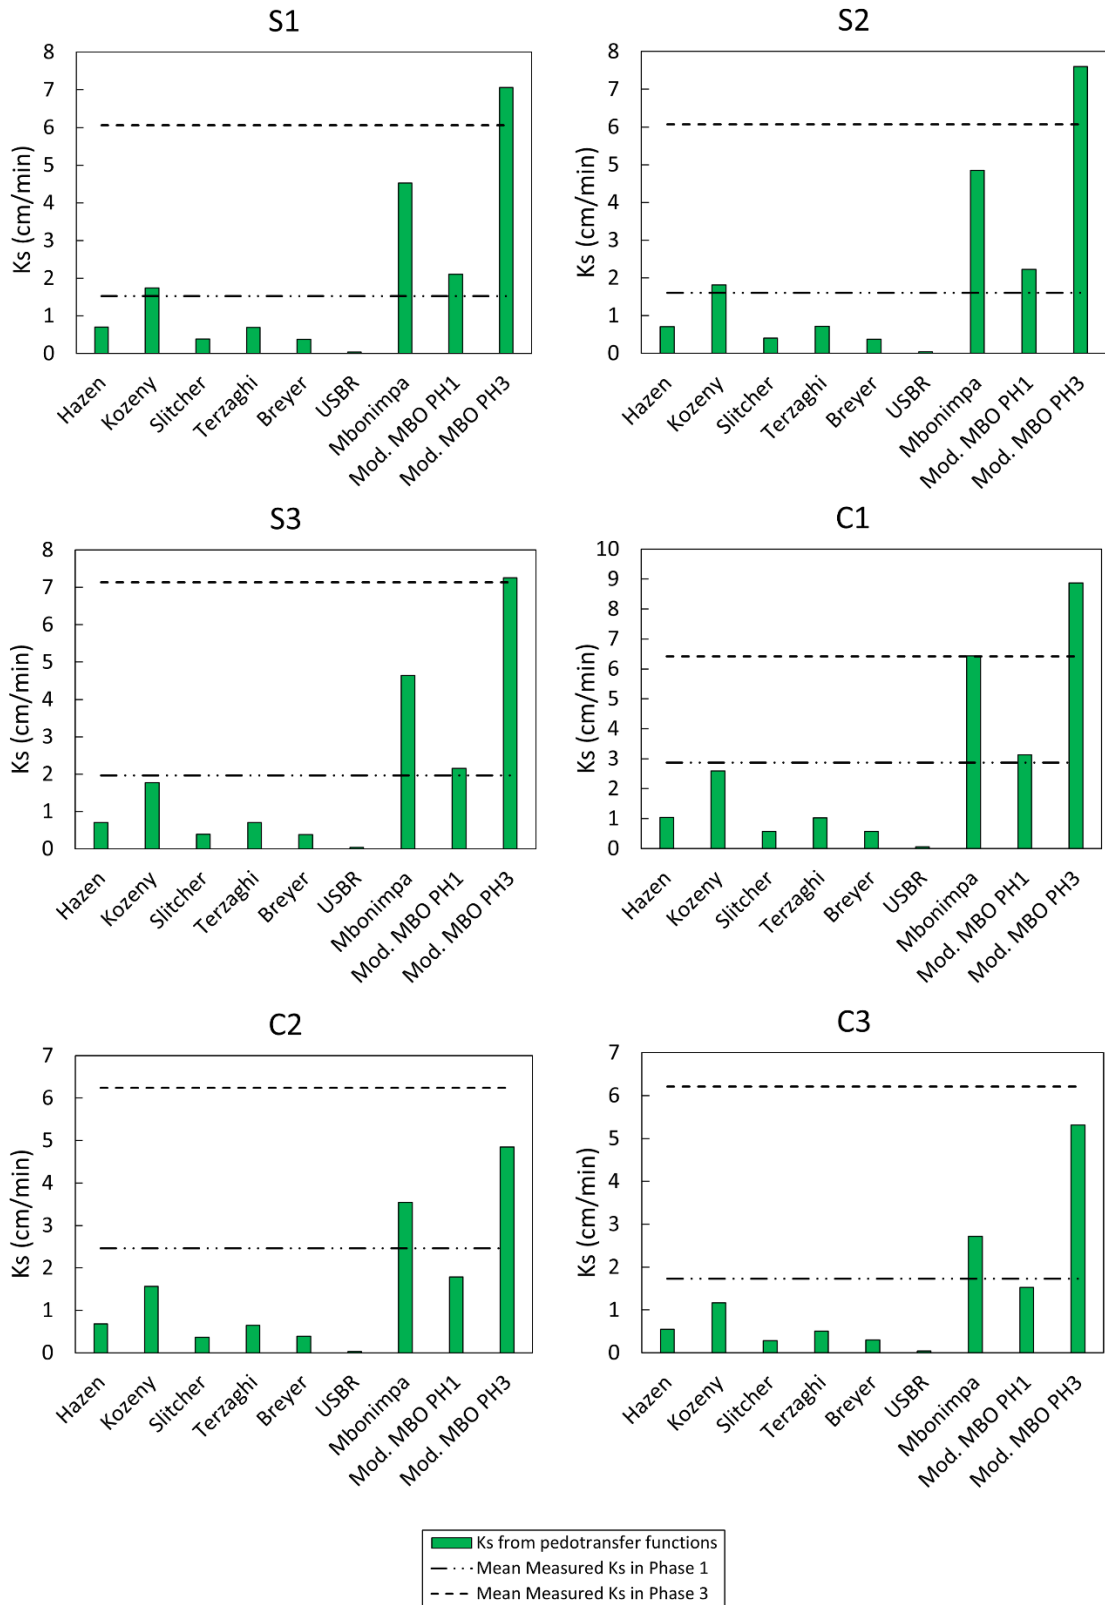 S1
8
7
6
5
4
3
2
1
0
Ks (cm/min)
Hazen
Kozeny
Slitcher
Terzaghi
Breyer
USBR
Mbonimpa
Mod. MBO PH1
Mod. MBO PH3
S2
8
7
6
5
4
3
2
1
0
Ks (cm/min)
Hazen
Kozeny
Slitcher
Terzaghi
Breyer
USBR
Mbonimpa
Mod. MBO PH1
Mod. MBO PH3
S3
8
7
6
5
4
3
2
1
0
Ks (cm/min)
Hazen
Kozeny
Slitcher
Terzaghi
Breyer
USBR
Mbonimpa
Mod. MBO PH1
Mod. MBO PH3
C1
10
9
8
7
6
5
4
3
2
1
0
Ks (cm/min)
Hazen
Kozeny
Slitcher
Terzaghi
Breyer
USBR
Mbonimpa
Mod. MBO PH1
Mod. MBO PH3
C2
7
6
5
4
3
2
1
0
Ks (cm/min)
Hazen
Kozeny
Slitcher
Terzaghi
Breyer
USBR
Mbonimpa
Mod. MBO PH1
Mod. MBO PH3
C3
7
6
5
4
3
2
1
0
Ks (cm/min)
Hazen
Kozeny
Slitcher
Terzaghi
Breyer
USBR
Mbonimpa
Mod. MBO PH1
Mod. MBO PH3
Ks from pedotransfer functions
Mean Measured Ks in Phase 1
Mean Measured Ks in Phase 3